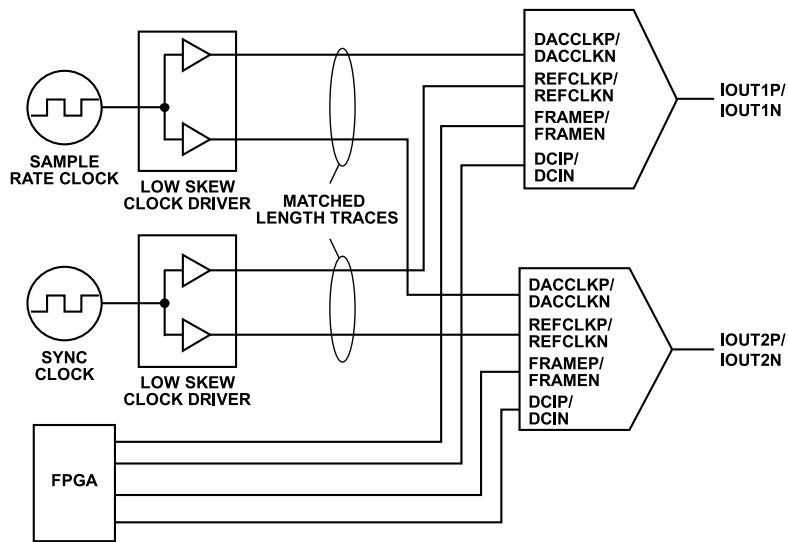 SAMPLE
RATE CLOCK
LOW SKEW
CLOCK DRIVER
MATCHED
LENGTH TRACES
DACCLKP/
DACCLKN
REFCLKP/
REFCLKN
FRAMEP/
FRAMEN
DCIP/
DCIN
IOUT1P/
IOUT1N
SYNC
CLOCK
LOW SKEW
CLOCK DRIVER
DACCLKP/
DACCLKN
REFCLKP/
REFCLKN
FRAMEP/
FRAMEN
DCIP/
DCIN
IOUT2P/
IOUT2N
FPGA